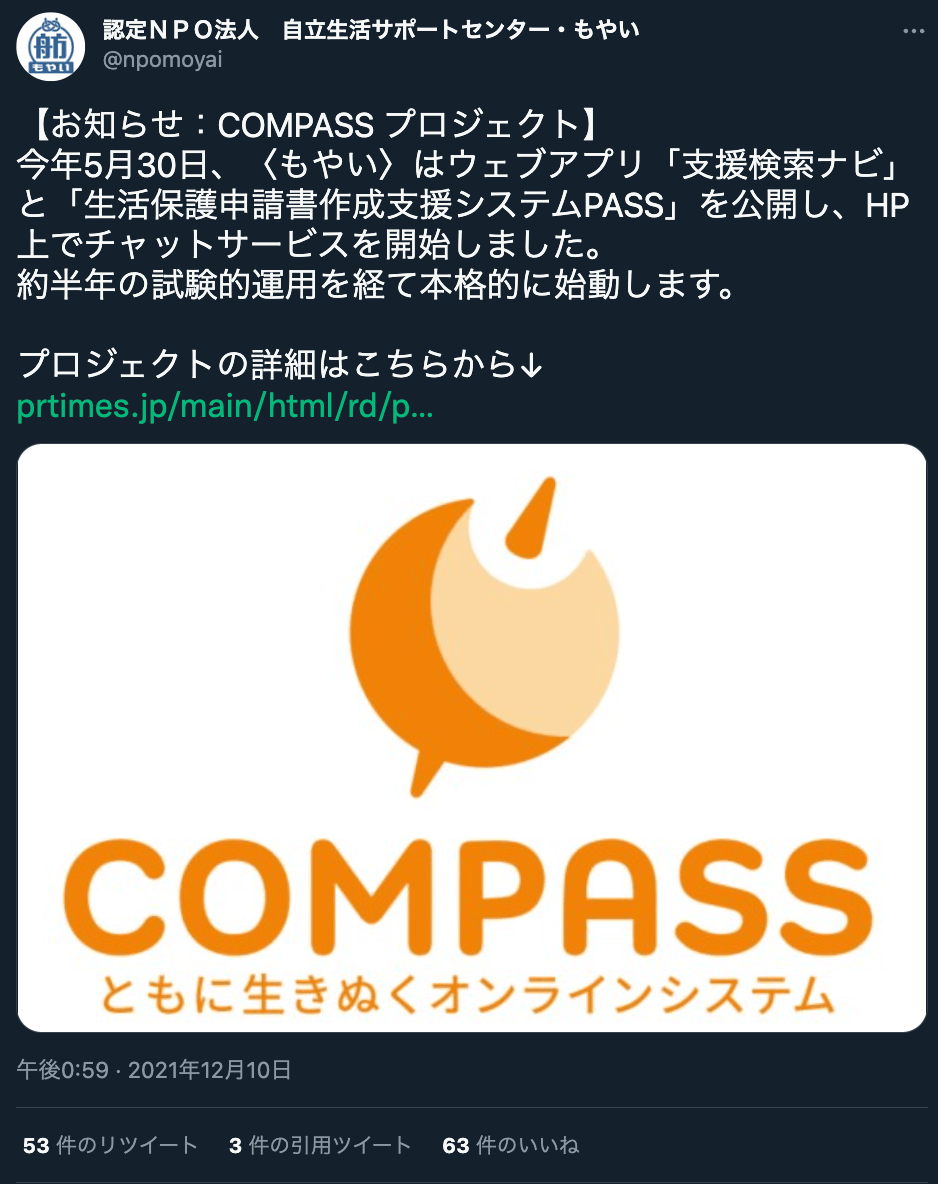 認定ＮＰＯ法人　自立生活サポートセンター・もやい
@npomoyai
舫
もやい
【お知らせ：COMPASS プロジェクト】
今年5月30日、〈もやい〉はウェブアプリ「支援検索ナビ」
と「生活保護申請書作成支援システムPASS」を公開し、HP
上でチャットサービスを開始しました。
約半年の試験的運用を経て本格的に始動します。
プロジェクトの詳細はこちらから↓
prtimes.jp/main/html/rd/p…
COMPASS
ともに生きぬくオンラインシステム
午後0:59 · 2021年12月10日
53 件のリツイート 3 件の引用ツイート 63 件のいいね